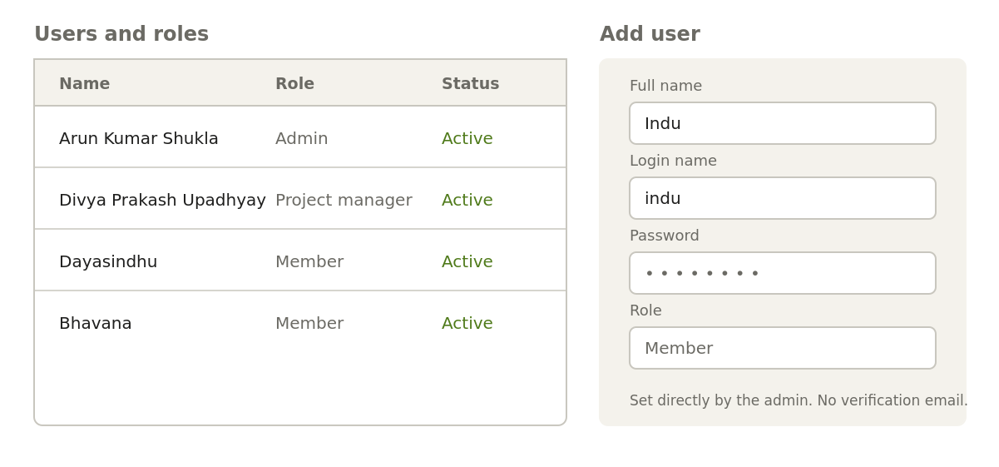 Users and roles
Name Role Status
Arun Kumar Shukla Admin Active
Divya Prakash Upadhyay Project manager Active
Dayasindhu Member Active
Bhavana Member Active
Add user
Full name
Indu
Login name
indu
Password
• • • • • • • •
Role
Member
Set directly by the admin. No verification email.